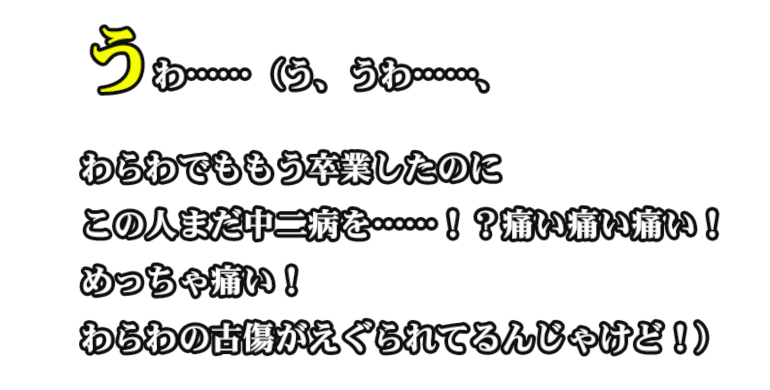 うわ……（う、うわ……、
わらわでももう卒業したのに
この人まだ中二病を……！？痛い痛い痛い！
めっちゃ痛い！
わらわの古傷がえぐられてるんじゃけど！）